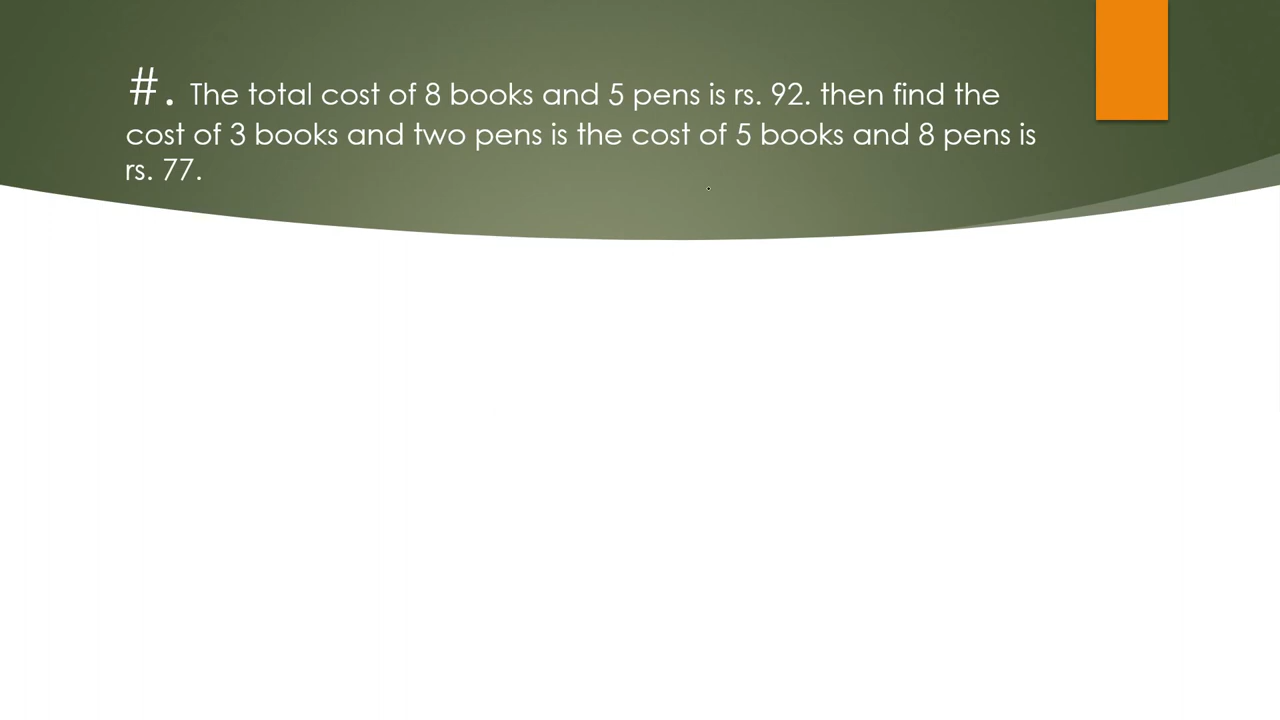 #. The total cost of 8 books and 5 pens is rs. 92. then find the
cost of 3 books and two pens is the cost of 5 books and 8 pens is
rs. 77.